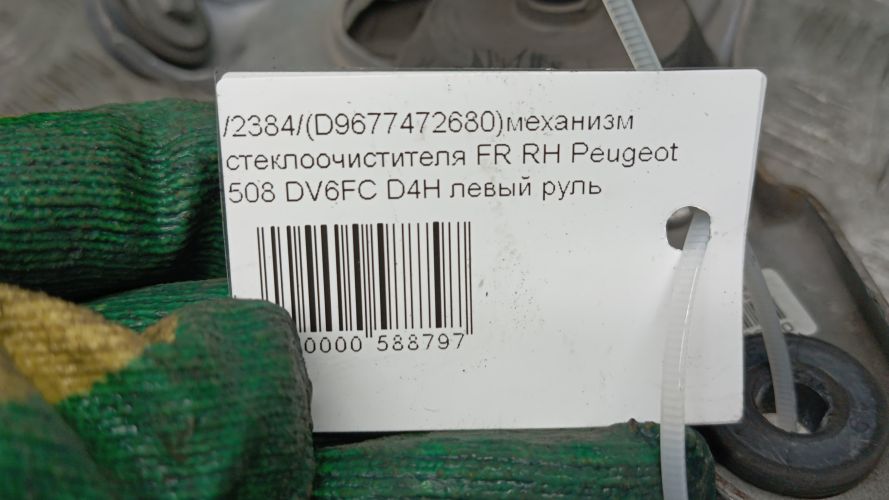 /2384/(D9677472680)механизм
стеклоочистителя FR RH Peugeot
508 DV6FC D4H левый руль
0000 588797